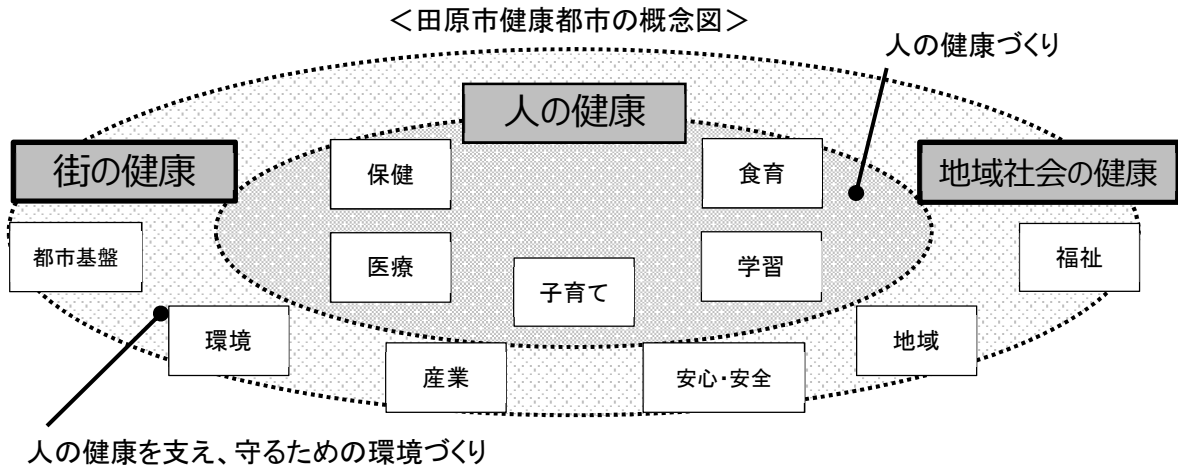 ＜田原市健康都市の概念図＞
人の健康づくり
人の健康
街の健康
地域社会の健康
保健
食育
都市基盤
医療
子育て
学習
福祉
環境
産業
安心・安全
地域
人の健康を支え、守るための環境づくり